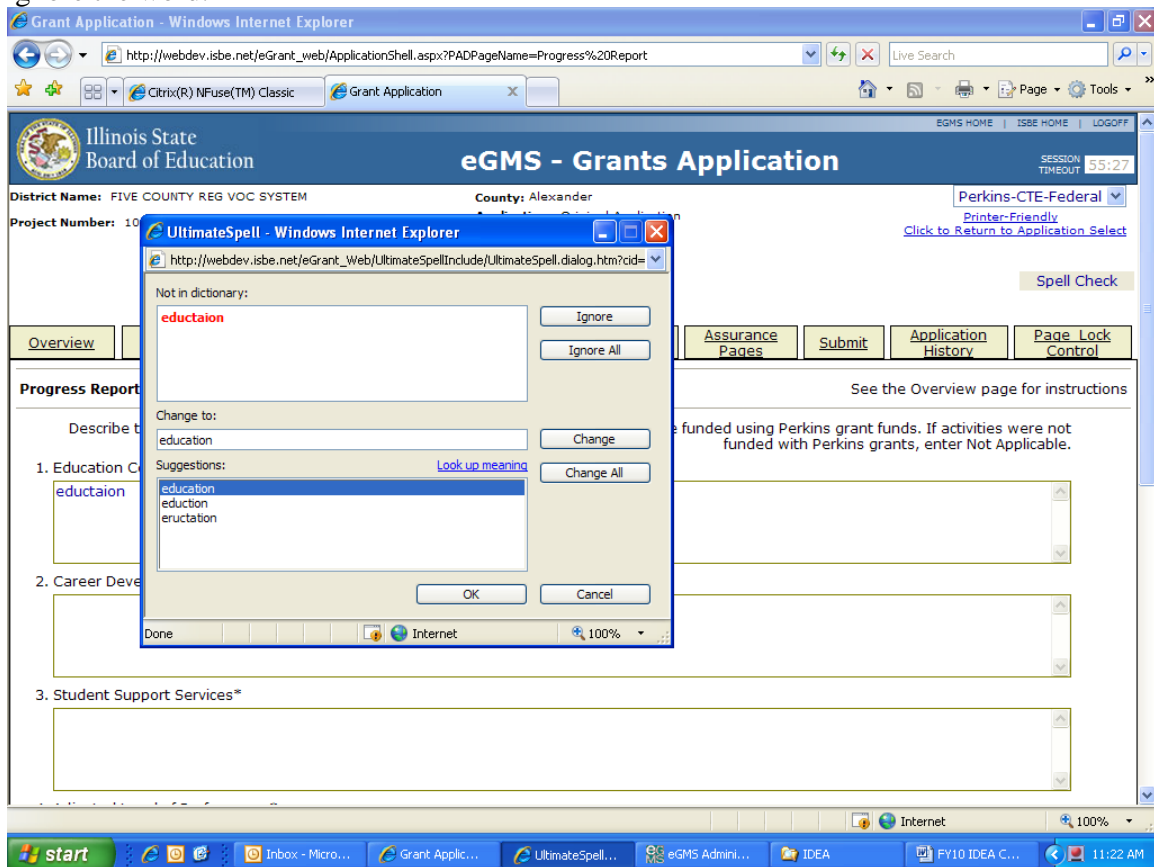 Grant Application - Windows Internet Explorer
http://webdev.isbe.net/eGrant_web/ApplicationShell.aspx?PADPageName=Progress%20Report
Live Search
Citrix(R) NFuse(TM) Classic
Grant Application
Page
Tools
EGMS HOME | ISBE HOME | LOGOFF
Illinois State
Board of Education
eGMS - Grants Application
SESSION
TIMEOUT 55:27
District Name: FIVE COUNTY REG VOC SYSTEM
County: Alexander
Perkins-CTE-Federal
Project Number: 10
Printer-Friendly
Click to Return to Application Select
UltimateSpell - Windows Internet Explorer
http://webdev.isbe.net/eGrant_Web/UltimateSpellInclude/UltimateSpell.dialog.htm?cid=
Spell Check
Not in dictionary:
eductaion
Ignore
Ignore All
Overview
Assurance
Pages
Submit
Application
History
Page Lock
Control
Progress Report
See the Overview page for instructions
Change to:
education
Change
Describe t
funded using Perkins grant funds. If activities were not
funded with Perkins grants, enter Not Applicable.
Suggestions:
Look up meaning
Change All
education
eduction
eructation
1. Education C
eductaion
OK
Cancel
2. Career Deve
Done
Internet
100%
3. Student Support Services*
Internet
100%
start
Inbox - Micro...
Grant Applic...
UltimateSpell...
eGMS Admini...
IDEA
FY10 IDEA C...
11:22 AM